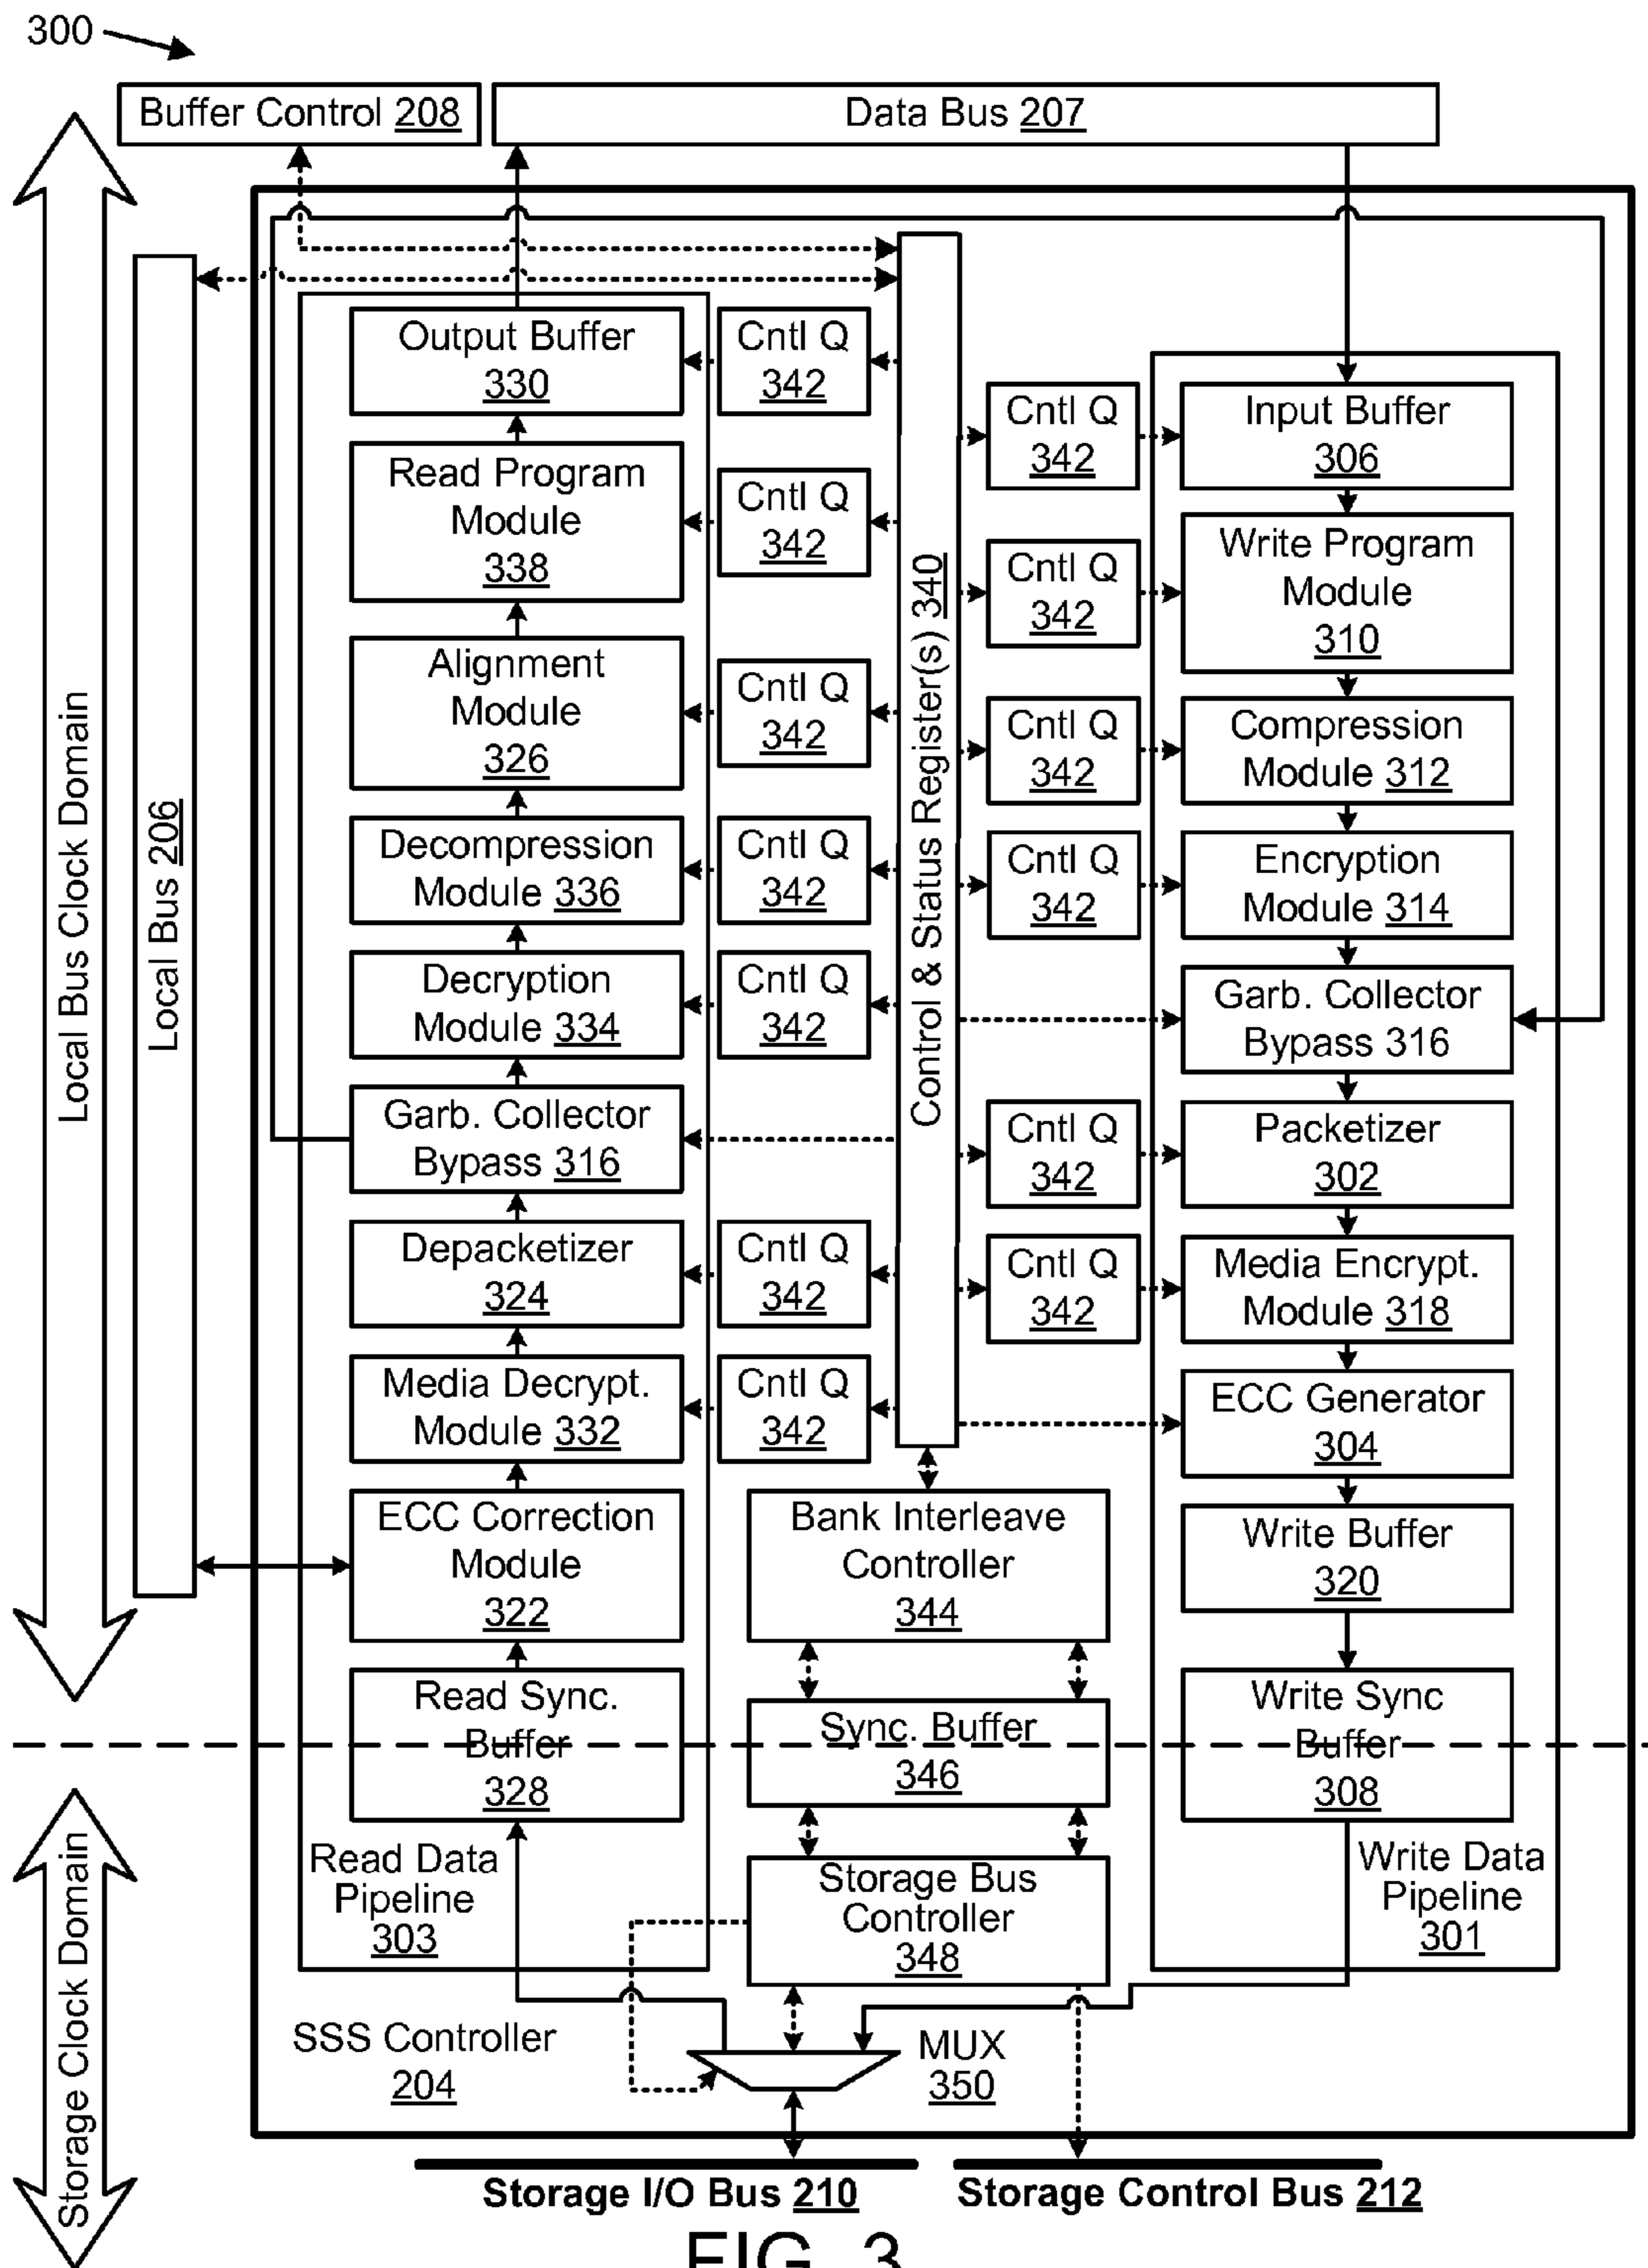 300
Buffer Control 208
Data Bus 207
Local Bus Clock Domain
Local Bus 206
Output Buffer
330
Cntl Q
342
Read Program
Module
338
Cntl Q
342
Alignment
Module
326
Cntl Q
342
Decompression
Module 336
Cntl Q
342
Decryption
Module 334
Cntl Q
342
Garb. Collector
Bypass 316
Depacketizer
324
Cntl Q
342
Media Decrypt.
Module 332
Cntl Q
342
ECC Correction
Module
322
Read Sync.
Buffer
328
Read Data
Pipeline
303
Control & Status Register(s) 340
Cntl Q
342
Input Buffer
306
Cntl Q
342
Write Program
Module
310
Cntl Q
342
Compression
Module 312
Cntl Q
342
Encryption
Module 314
Garb. Collector
Bypass 316
Cntl Q
342
Packetizer
302
Cntl Q
342
Media Encrypt.
Module 318
ECC Generator
304
Write Buffer
320
Write Sync
Buffer
308
Write Data
Pipeline
301
Bank Interleave
Controller
344
Sync. Buffer
346
Storage Bus
Controller
348
Storage Clock Domain
SSS Controller
204
MUX
350
Storage I/O Bus 210
Storage Control Bus 212
FIG. 3